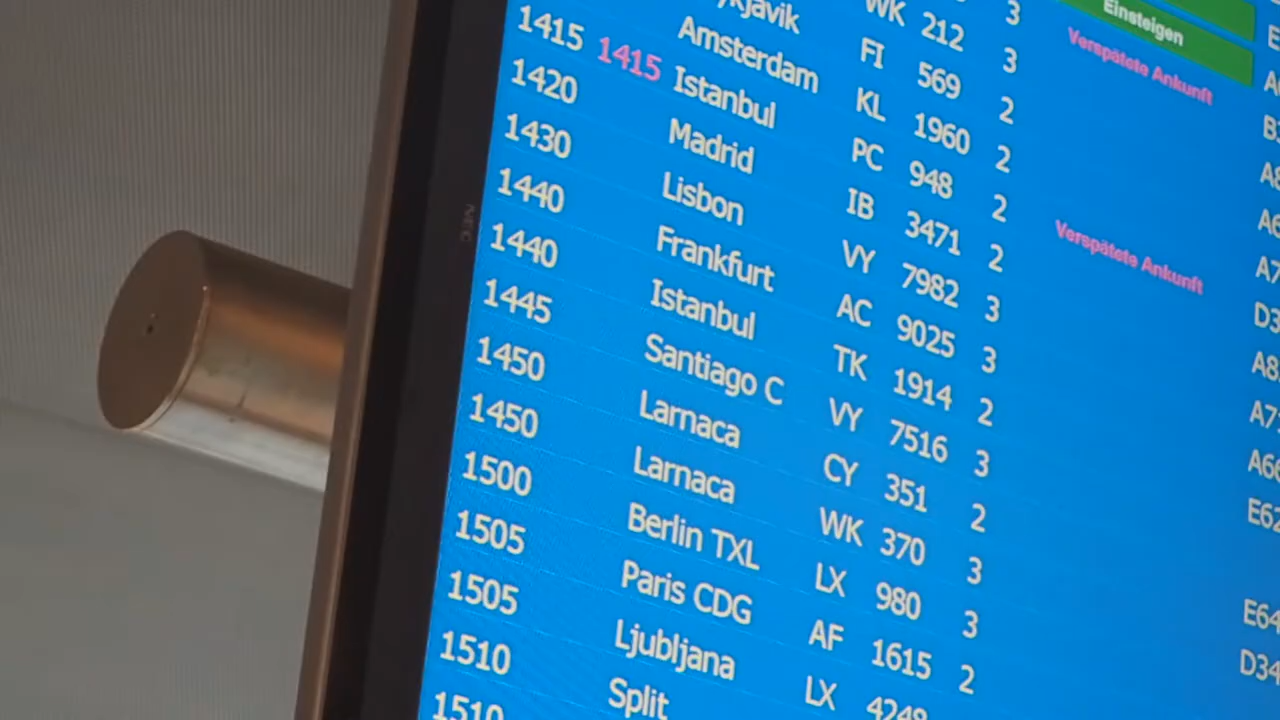 Einsteigen
3 Verspätete Ankunft
WK 212 3
FI 569 2
Amsterdam KL 1960 2
1415 1415 Istanbul PC 948 2 Verspätete Ankunft
1420 Madrid IB 3471 2
1430 Lisbon VY 7982 3
1440 Frankfurt AC 9025 3
1440 Istanbul TK 1914 2
1445 Santiago C VY 7516 3
1450 Larnaca CY 351 2
1450 Larnaca WK 370 3
1500 Berlin TXL LX 980 3
1505 Paris CDG AF 1615 2
1505 Ljubljana LX 4249
1510 Split
1510
NEC